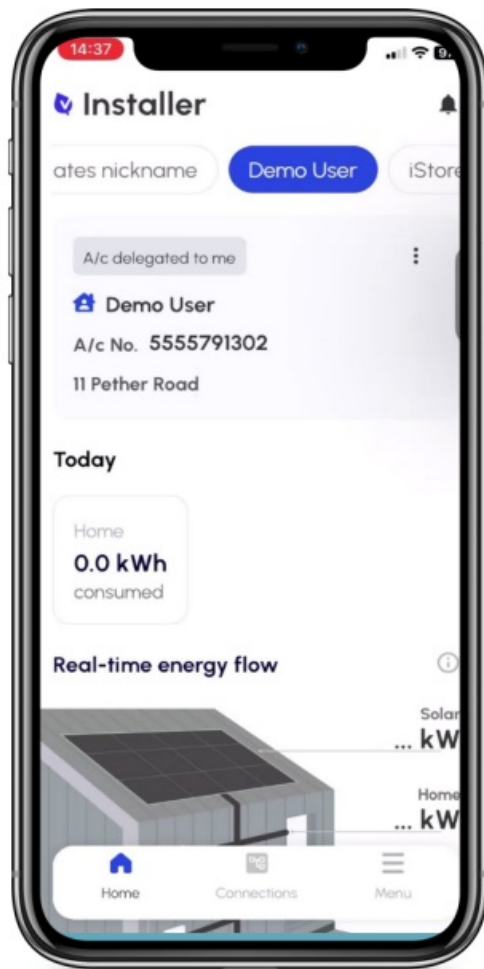 14:37
Installer
ates nickname Demo User iStore
A/c delegated to me
Demo User
A/c No. 5555791302
11 Pether Road
Today
Home
0.0 kWh
consumed
Real-time energy flow
Solar
... kW
Home
... kW
Home Connections Menu